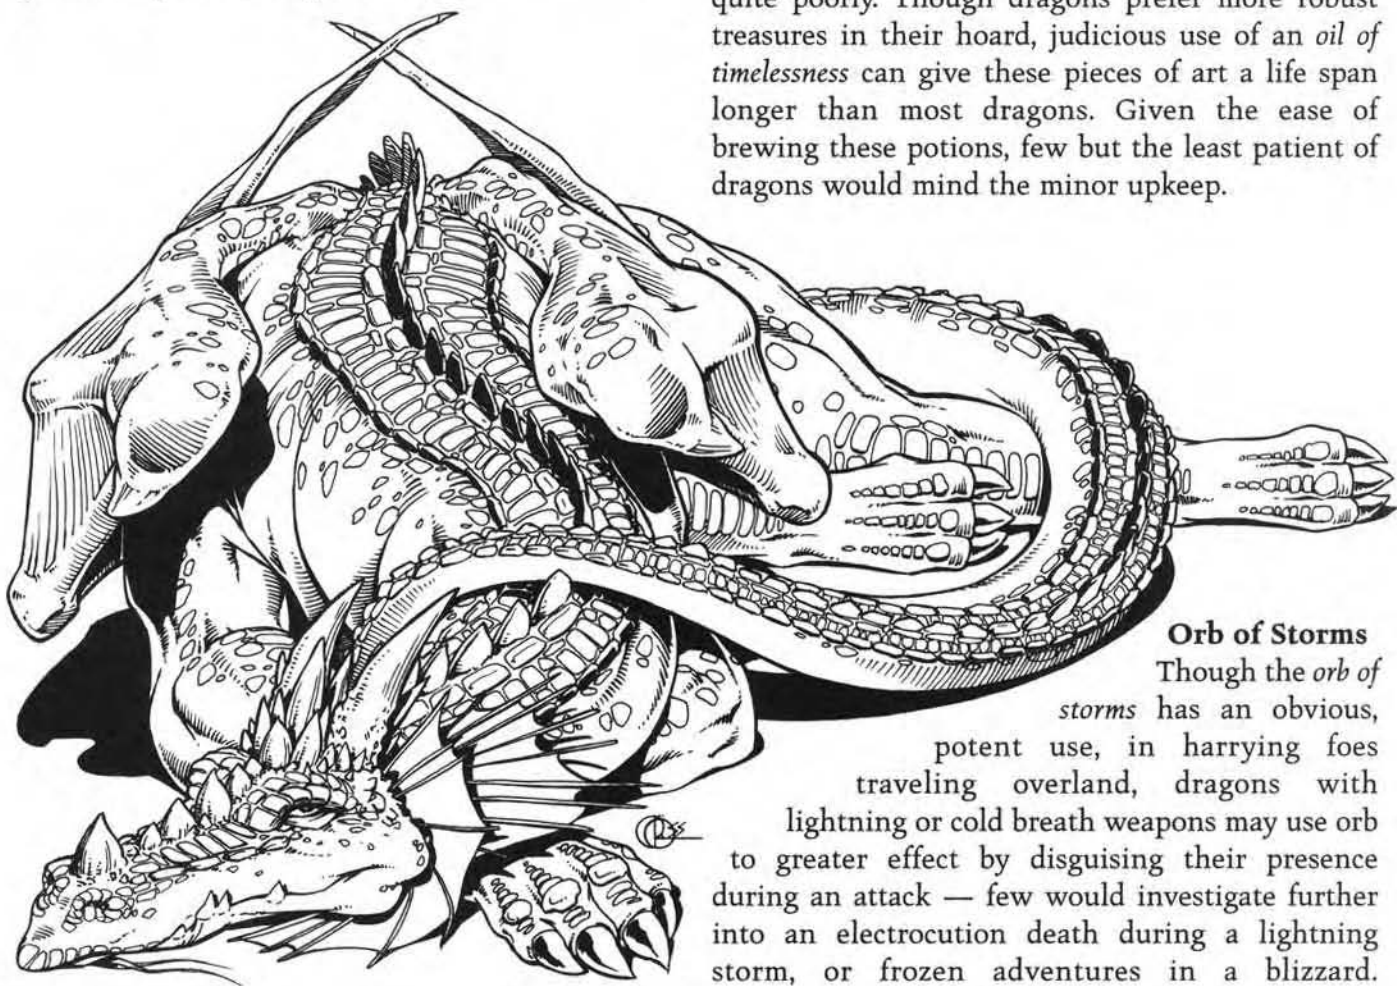 quite poorly. Though dragons prefer more robust
treasures in their hoard, judicious use of an oil of
timelessness can give these pieces of art a life span
longer than most dragons. Given the ease of
brewing these potions, few but the least patient of
dragons would mind the minor upkeep.
Orb of Storms
Though the orb of
storms has an obvious,
potent use, in harrying foes
traveling overland, dragons with
lightning or cold breath weapons may use orb
to greater effect by disguising their presence
during an attack — few would investigate further
into an electrocution death during a lightning
storm, or frozen adventures in a blizzard.